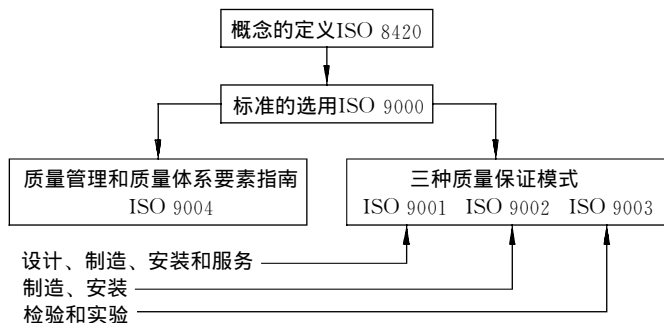 概念的定义ISO 8420
标准的选用ISO 9000
质量管理和质量体系要素指南
ISO 9004
三种质量保证模式
ISO 9001 ISO 9002 ISO 9003
设计、制造、安装和服务
制造、安装
检验和实验